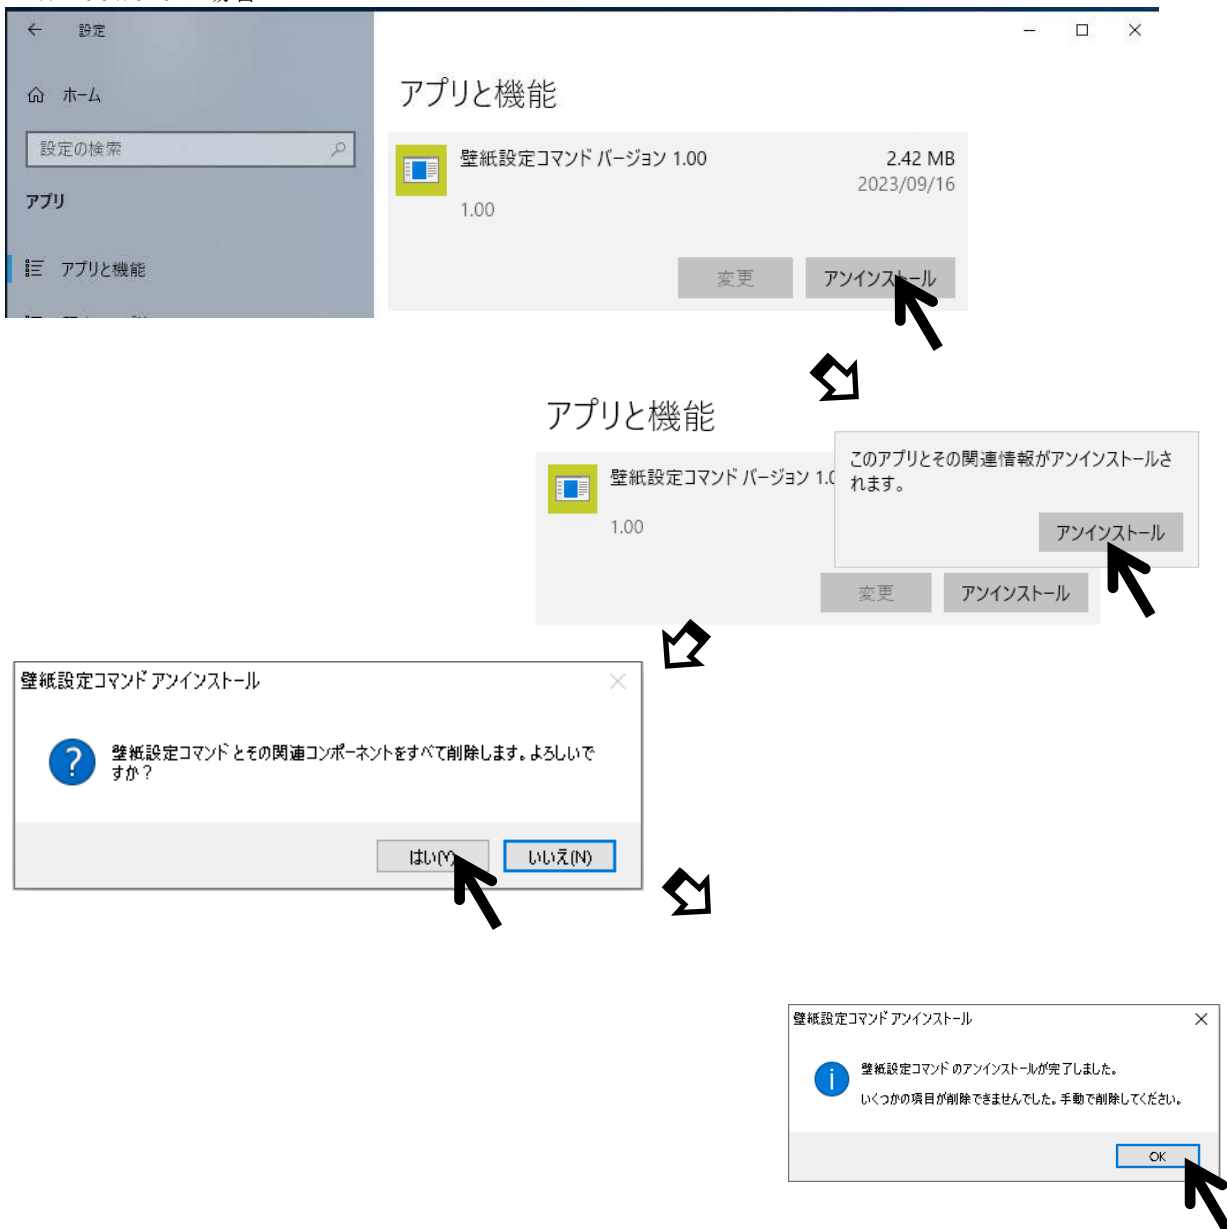 設定
ホーム
設定の検索
アプリ
アプリと機能
アプリと機能
壁紙設定コマンド バージョン 1.00
2.42 MB
2023/09/16
1.00
変更
アンインストール
アプリと機能
壁紙設定コマンド バージョン 1.0
1.00
このアプリとその関連情報がアンインストールさ
れます。
アンインストール
変更
アンインストール
壁紙設定コマンド アンインストール
壁紙設定コマンド とその関連コンポーネントをすべて削除します。よろしいで
すか?
はい(Y)
いいえ(N)
壁紙設定コマンド アンインストール
壁紙設定コマンド のアンインストールが完了しました。
いくつかの項目が削除できませんでした。手動で削除してください。
OK